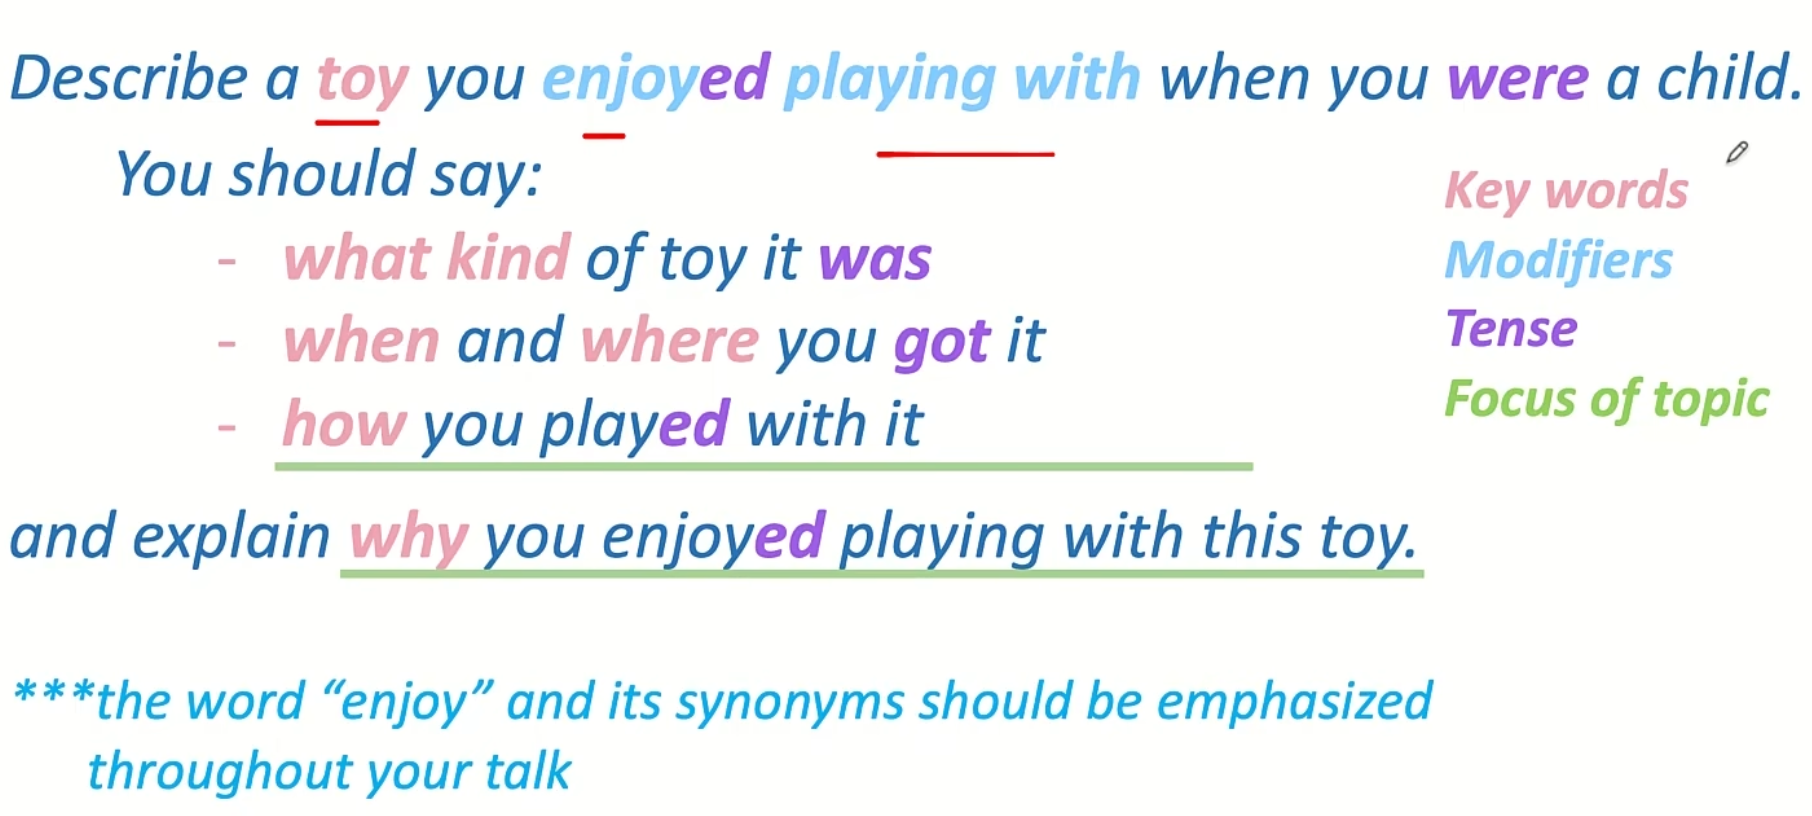 Describe a toy you enjoyed playing with when you were a child.
You should say:
- what kind of toy it was
- when and where you got it
- how you played with it
and explain why you enjoyed playing with this toy.
Key words
Modifiers
Tense
Focus of topic
***the word “enjoy” and its synonyms should be emphasized
throughout your talk